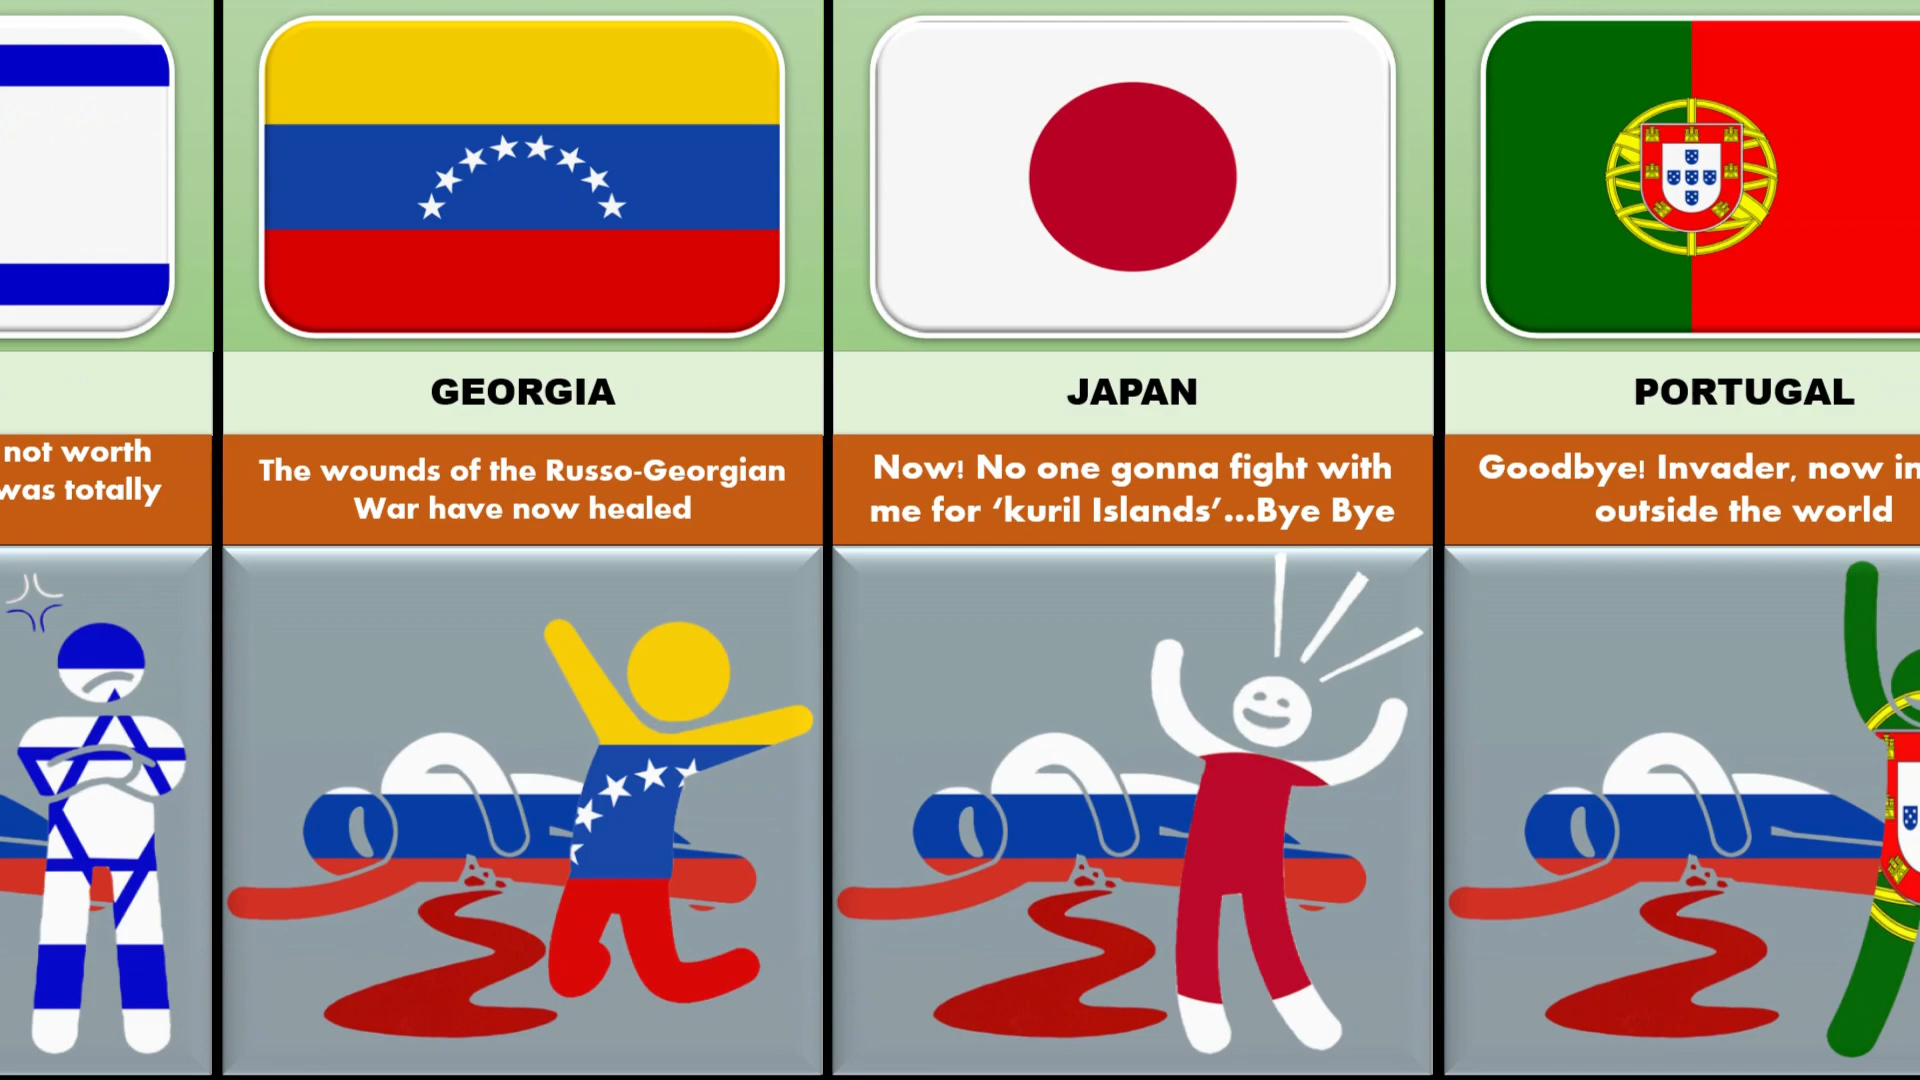 not worth
was totally
GEORGIA
The wounds of the Russo-Georgian
War have now healed
JAPAN
Now! No one gonna fight with
me for ‘kuril Islands’...Bye Bye
PORTUGAL
Goodbye! Invader, now in
outside the world